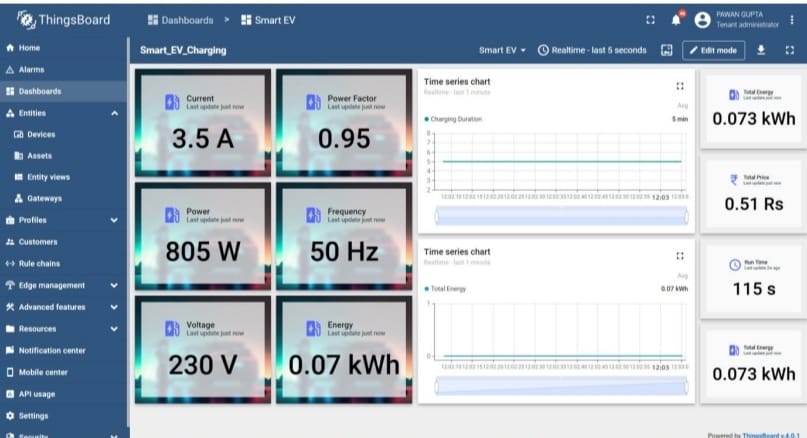 ThingsBoard
Dashboards > Smart EV
PAWAN GUPTA
Tenant administrator
Home
Alarms
Dashboards
Entities
Devices
Assets
Entity views
Gateways
Profiles
Customers
Rule chains
Edge management
Advanced features
Resources
Notification center
Mobile center
API usage
Settings
Security
Smart_EV_Charging
Smart EV
Realtime - last 5 seconds
Edit mode
Current
Last update just now
3.5 A
Power Factor
Last update just now
0.95
Power
Last update just now
805 W
Frequency
Last update just now
50 Hz
Voltage
Last update just now
230 V
Energy
Last update just now
0.07 kWh
Time series chart
Realtime - last 1 minute
Avg
Charging Duration
5 min
8
7
6
5
4
3
2
12:03
Time series chart
Realtime - last 1 minute
Avg
Total Energy
0.07 kWh
1
0
12:03
Total Energy
Last update just now
0.073 kWh
Total Price
Last update just now
0.51 Rs
Run Time
Last update 2s ago
115 s
Total Energy
Last update just now
0.073 kWh
Powered by ThingsBoard v.4.0.1